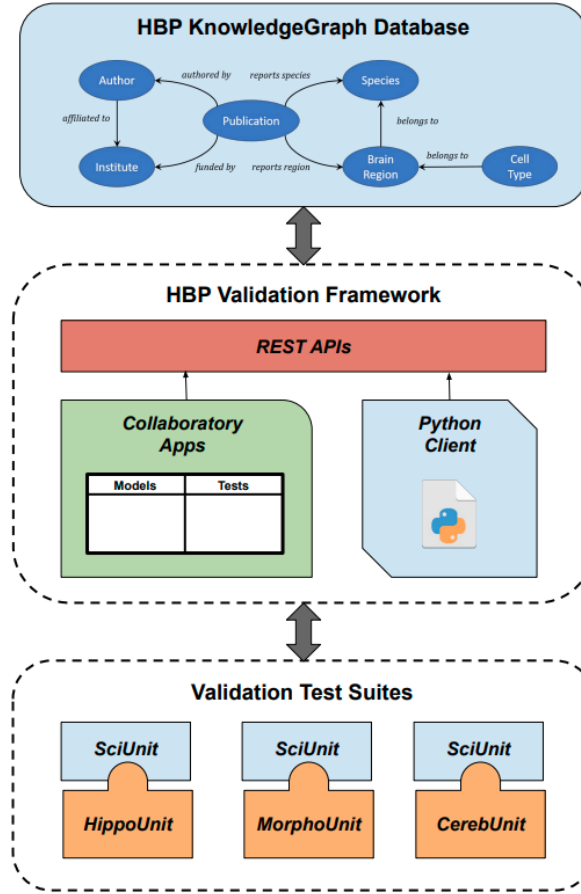 HBP KnowledgeGraph Database
Author
authored by
reports species
Species
affiliated to
Publication
belongs to
Institute
funded by
reports region
Brain
Region
belongs to
Cell
Type
HBP Validation Framework
REST APIs
Collaboratory
Apps
Models
Tests
Python
Client
Validation Test Suites
SciUnit
SciUnit
SciUnit
HippoUnit
MorphoUnit
CerebUnit